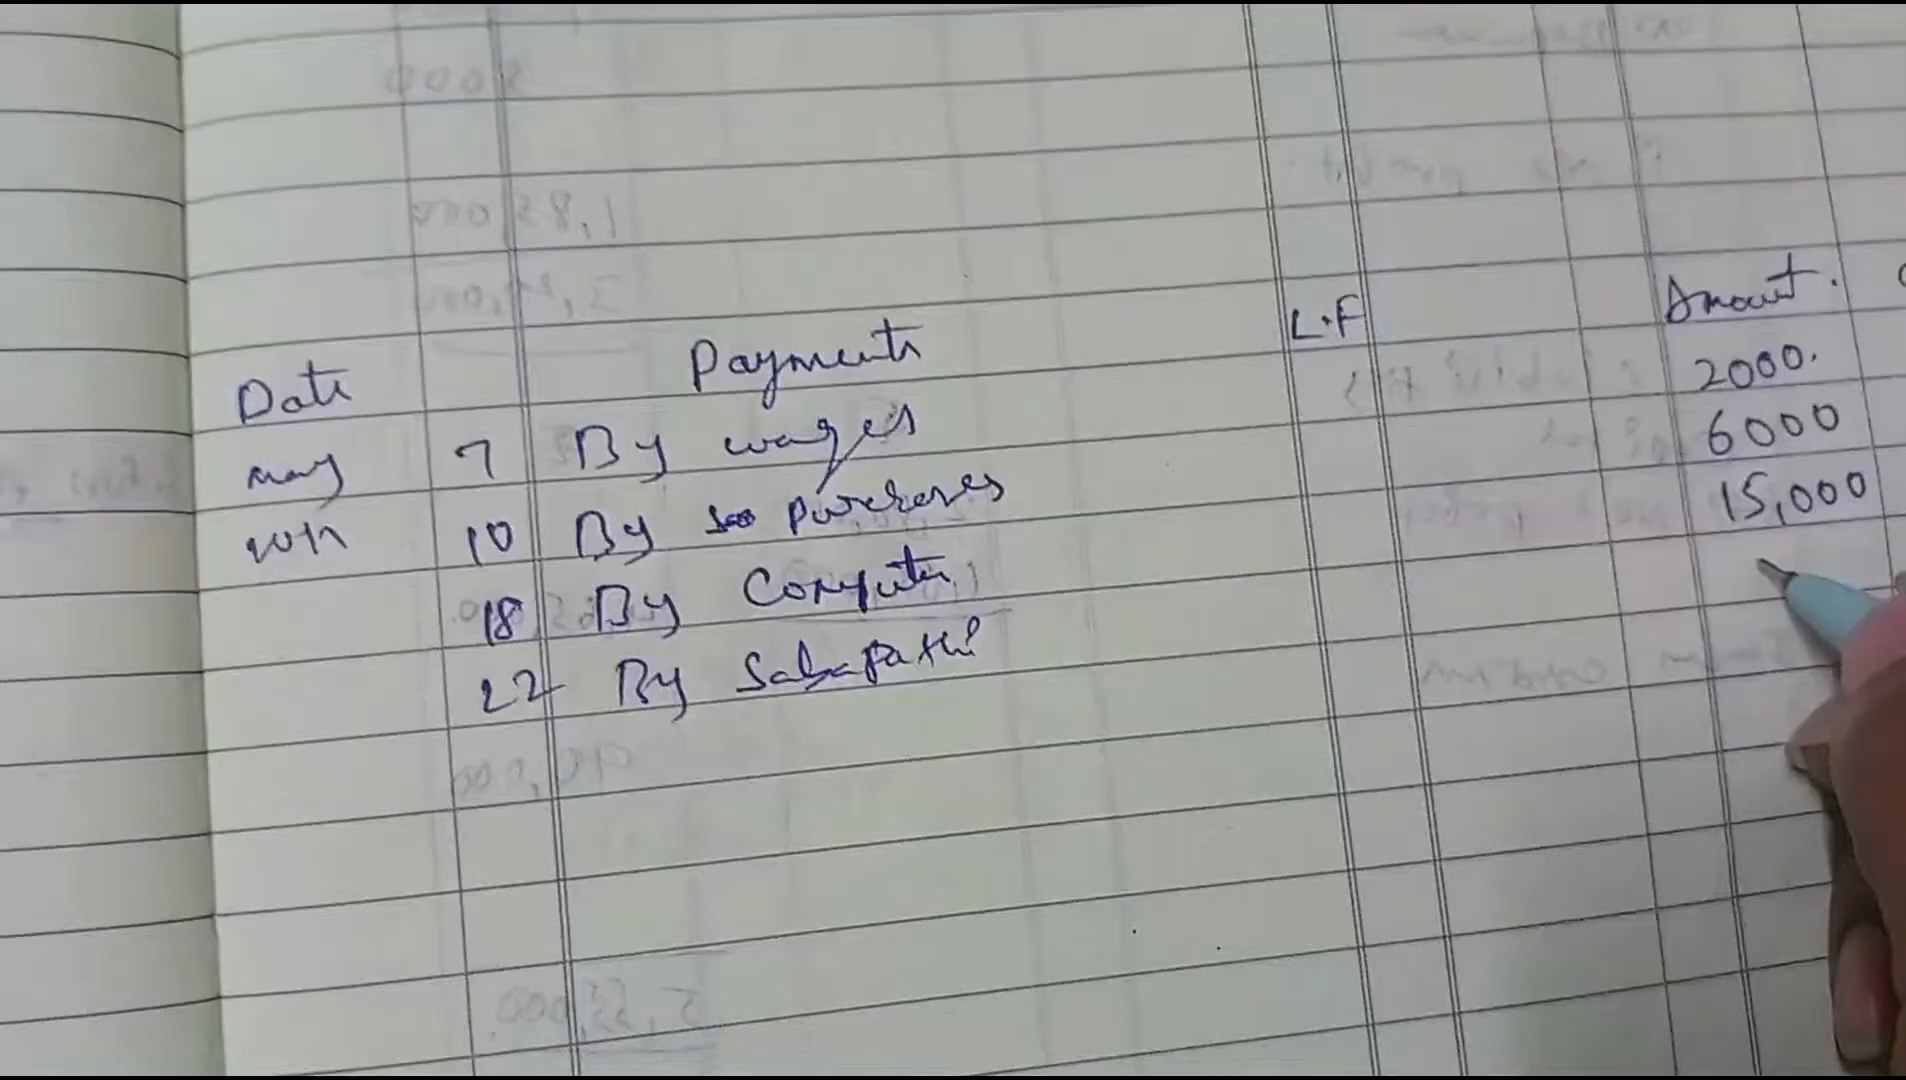 Date Payments L.F Amount.
May 7 By wages 2000.
10 By purchases 6000
18 By Computer 15,000
22 By Sabapathi